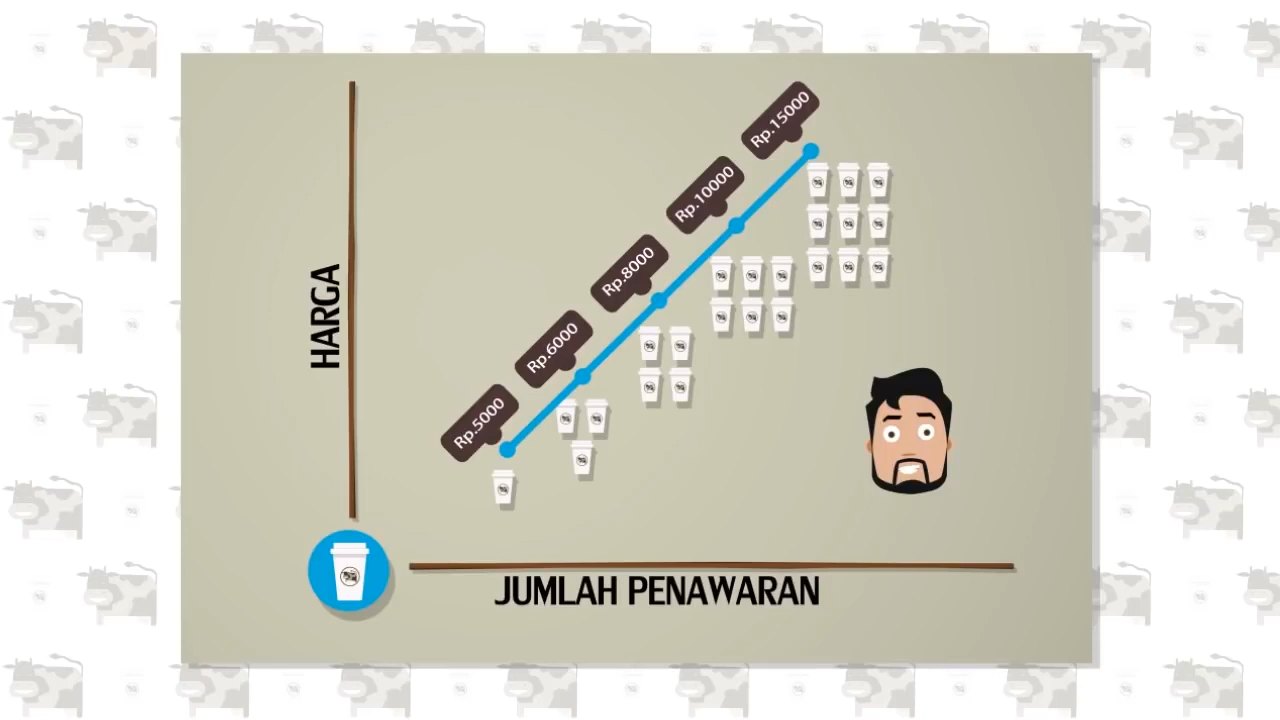 Rp.15000
Rp.10000
Rp.8000
Rp.6000
Rp.5000
HARGA
JUMLAH PENAWARAN